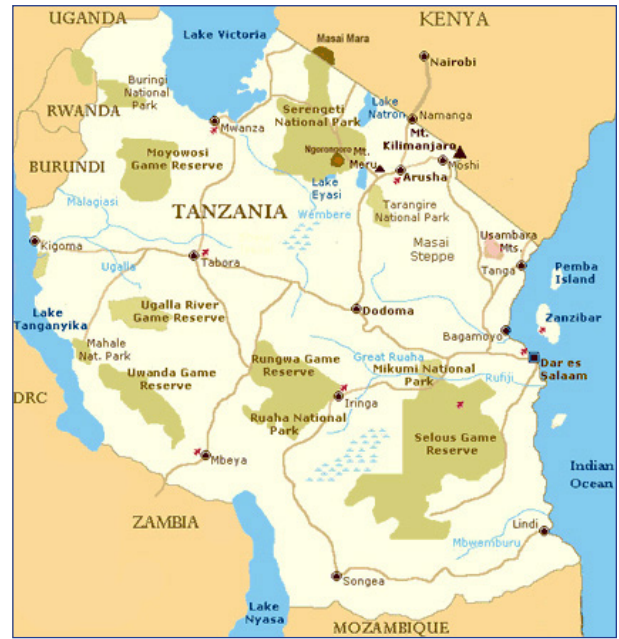 UGANDA
KENYA
Lake Victoria
Masai Mara
Nairobi
Buringi
National
Park
Serengeti
National Park
Lake
Natron
Namanga
RWANDA
Mwanza
Mt.
Kilimanjaro
Ngorongoro
Mt.
Meru
Moshi
Moyowosi
Game Reserve
BURUNDI
Arusha
Lake
Eyasi
Malagiasi
TANZANIA
Wembere
Tarangire
National Park
Kigoma
Masai
Steppe
Usambara
Mts.
Tabora
Ugalla
Tanga
Pemba
Island
Ugalla River
Game Reserve
Dodoma
Zanzibar
Lake
Tanganyika
Bagamoyo
Mahale
Nat. Park
Rungwa Game
Reserve
Great Ruaha
Mikumi National
Park
Dar es
Salaam
Uwanda Game
Reserve
Rufiji
DRC
Iringa
Ruaha National
Park
Selous Game
Reserve
Mbeya
Indian
Ocean
ZAMBIA
Lindi
Mbwemburu
Songea
Lake
Nyasa
MOZAMBIQUE